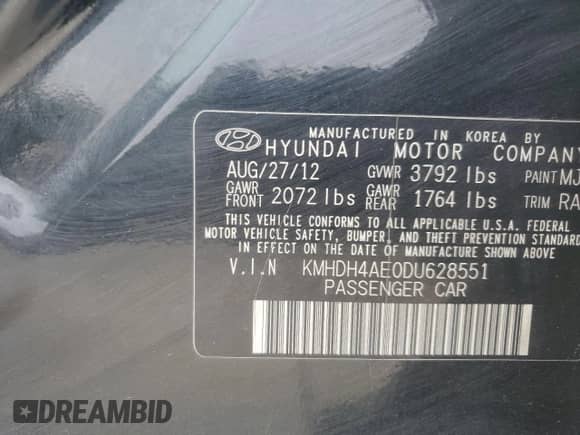 MANUFACTURED IN KOREA BY
HYUNDAI MOTOR COMPANY
AUG/27/12 GVWR 3792 lbs PAINT MJ
GAWR FRONT 2072 lbs GAWR REAR 1764 lbs TRIM RA
THIS VEHICLE CONFORMS TO ALL APPLICABLE U.S.A. FEDERAL
MOTOR VEHICLE SAFETY, BUMPER, AND THEFT PREVENTION STANDARD
IN EFFECT ON THE DATE OF MANUFACTURE SHOWN ABOVE.
V.I.N KMHDH4AE0DU628551
PASSENGER CAR
DREAMBID